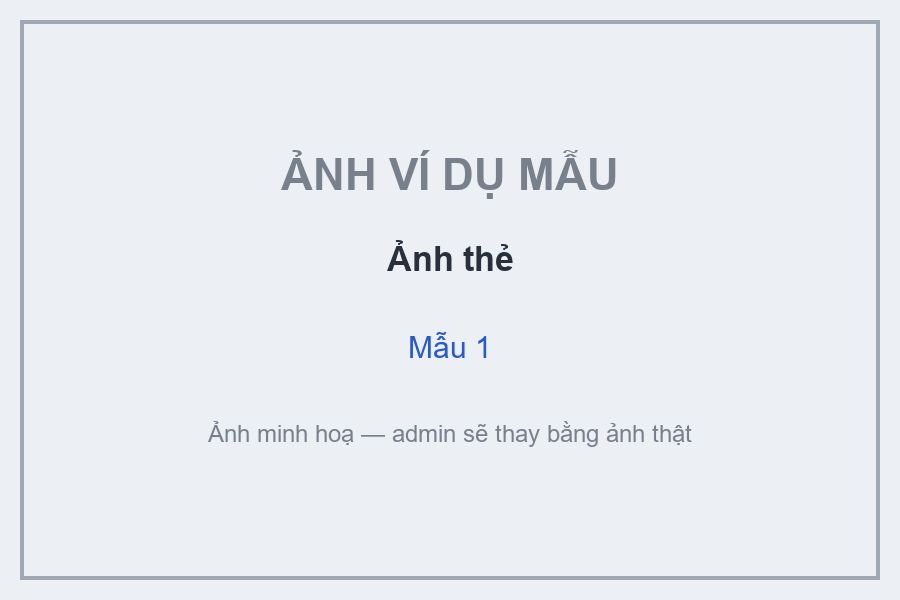 ẢNH VÍ DỤ MẪU
Ảnh thẻ
Mẫu 1
Ảnh minh hoạ — admin sẽ thay bằng ảnh thật